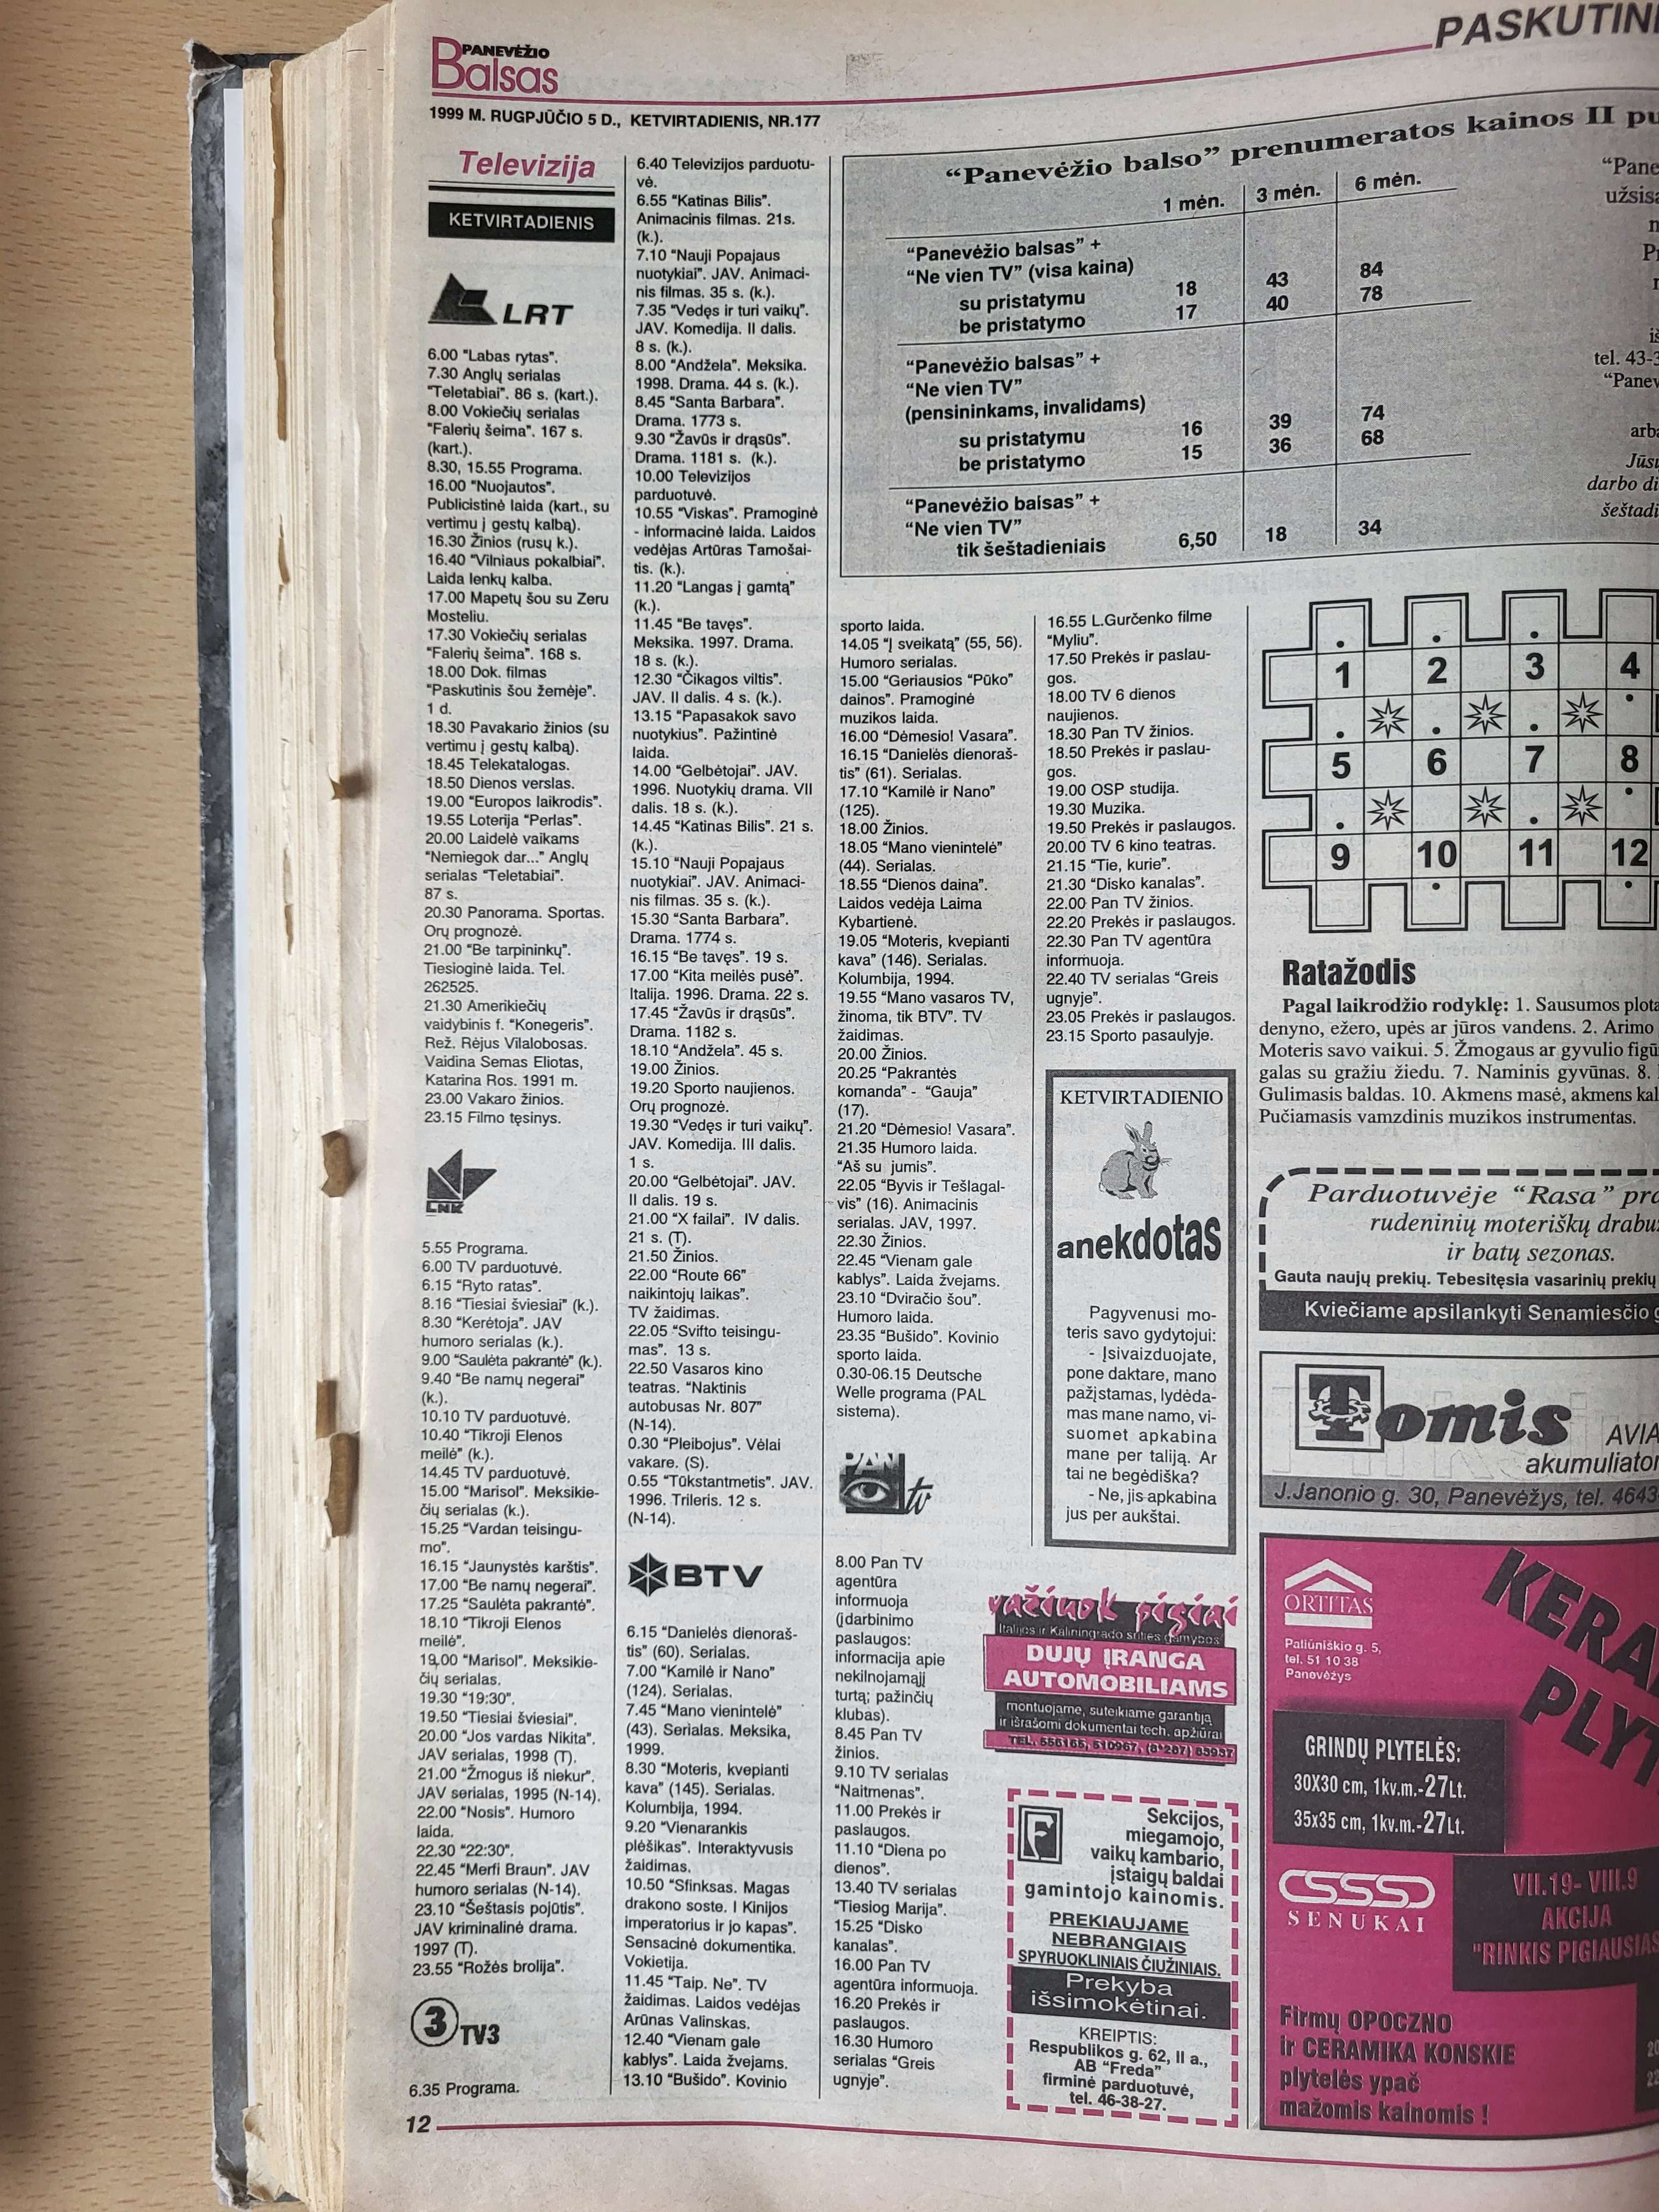 PANEVĖŽIO
Balsas
PASKUTIN
1999 M. RUGPJŪČIO 5 D., KETVIRTADIENIS, NR.177
Televizija
KETVIRTADIENIS
LRT
6.00 “Labas rytas”.
7.30 Anglų serialas
“Teletabiai”. 86 s. (kart.).
8.00 Vokiečių serialas
“Falerių šeima”. 167 s.
(kart.).
8.30, 15.55 Programa.
16.00 “Nuojautos”.
Publicistinė laida (kart., su
vertimu į gestų kalbą).
16.30 Žinios (rusų k.).
16.40 “Vilniaus pokalbiai”.
Laida lenkų kalba.
17.00 Mapetų šou su Zeru
Mosteliu.
17.30 Vokiečių serialas
“Falerių šeima”. 168 s.
18.00 Dok. filmas
“Paskutinis šou žemėje”.
1 d.
18.30 Pavakario žinios (su
vertimu į gestų kalbą).
18.45 Telekatalogas.
18.50 Dienos verslas.
19.00 “Europos laikrodis”.
19.55 Loterija “Perlas”.
20.00 Laidelė vaikams
“Nemiegok dar...” Anglų
serialas “Teletabiai”.
87 s.
20.30 Panorama. Sportas.
Orų prognozė.
21.00 “Be tarpininkų”.
Tiesioginė laida. Tel.
262525.
21.30 Amerikiečių
vaidybinis f. “Konegeris”.
Rež. Rėjus Vilalobosas.
Vaidina Semas Eliotas,
Katarina Ros. 1991 m.
23.00 Vakaro žinios.
23.15 Filmo tęsinys.
LNK
5.55 Programa.
6.00 TV parduotuvė.
6.15 “Ryto ratas”.
8.16 “Tiesiai šviesiai” (k.).
8.30 “Kerėtoja”. JAV
humoro serialas (k.).
9.00 “Saulėta pakrantė” (k.).
9.40 “Be namų negerai”
(k.).
10.10 TV parduotuvė.
10.40 “Tikroji Elenos
meilė” (k.).
14.45 TV parduotuvė.
15.00 “Marisol”. Meksikie-
čių serialas (k.).
15.25 “Vardan teisingu-
mo”.
16.15 “Jaunystės karštis”.
17.00 “Be namų negerai”.
17.25 “Saulėta pakrantė”.
18.10 “Tikroji Elenos
meilė”.
19.00 “Marisol”. Meksikie-
čių serialas.
19.30 “19:30”.
19.50 “Tiesiai šviesiai”.
20.00 “Jos vardas Nikita”.
JAV serialas, 1998 (T).
21.00 “Žmogus iš niekur”.
JAV serialas, 1995 (N-14).
22.00 “Nosis”. Humoro
laida.
22.30 “22:30”.
22.45 “Merfi Braun”. JAV
humoro serialas (N-14).
23.10 “Šeštasis pojūtis”.
JAV kriminalinė drama.
1997 (T).
23.55 “Rožės brolija”.
3 TV3
6.35 Programa.
6.40 Televizijos parduotu-
vė.
6.55 “Katinas Bilis”.
Animacinis filmas. 21s.
(k.).
7.10 “Nauji Popajaus
nuotykiai”. JAV. Animaci-
nis filmas. 35 s. (k.).
7.35 “Vedęs ir turi vaikų”.
JAV. Komedija. II dalis.
8 s. (k.).
8.00 “Andžela”. Meksika.
1998. Drama. 44 s. (k.).
8.45 “Santa Barbara”.
Drama. 1773 s.
9.30 “Žavūs ir drąsūs”.
Drama. 1181 s. (k.).
10.00 Televizijos
parduotuvė.
10.55 “Viskas”. Pramoginė
- informacinė laida. Laidos
vedėjas Artūras Tamošai-
tis. (k.).
11.20 “Langas į gamtą”
(k.).
11.45 “Be tavęs”.
Meksika. 1997. Drama.
18 s. (k.).
12.30 “Čikagos viltis”.
JAV. II dalis. 4 s. (k.).
13.15 “Papasakok savo
nuotykius”. Pažintinė
laida.
14.00 “Gelbėtojai”. JAV.
1996. Nuotykių drama. VII
dalis. 18 s. (k.).
14.45 “Katinas Bilis”. 21 s.
(k.).
15.10 “Nauji Popajaus
nuotykiai”. JAV. Animaci-
nis filmas. 35 s. (k.).
15.30 “Santa Barbara”.
Drama. 1774 s.
16.15 “Be tavęs”. 19 s.
17.00 “Kita meilės pusė”.
Italija. 1996. Drama. 22 s.
17.45 “Žavūs ir drąsūs”.
Drama. 1182 s.
18.10 “Andžela”. 45 s.
19.00 Žinios.
19.20 Sporto naujienos.
Orų prognozė.
19.30 “Vedęs ir turi vaikų”.
JAV. Komedija. III dalis.
1 s.
20.00 “Gelbėtojai”. JAV.
II dalis. 19 s.
21.00 “X failai”. IV dalis.
21 s. (T).
21.50 Žinios.
22.00 “Route 66”
naikintojų laikas”.
TV žaidimas.
22.05 “Svifto teisingu-
mas”. 13 s.
22.50 Vasaros kino
teatras. “Naktinis
autobusas Nr. 807”
(N-14).
0.30 “Pleibojus”. Vėlai
vakare. (S).
0.55 “Tūkstantmetis”. JAV.
1996. Trileris. 12 s.
(N-14).
BTV
6.15 “Danielės dienoraš-
tis” (60). Serialas.
7.00 “Kamilė ir Nano”
(124). Serialas.
7.45 “Mano vienintelė”
(43). Serialas. Meksika,
1999.
8.30 “Moteris, kvepianti
kava” (145). Serialas.
Kolumbija, 1994.
9.20 “Vienarankis
plėšikas”. Interaktyvusis
žaidimas.
10.50 “Sfinksas. Magas
drakono soste. I Kinijos
imperatorius ir jo kapas”.
Sensacinė dokumentika.
Vokietija.
11.45 “Taip. Ne”. TV
žaidimas. Laidos vedėjas
Arūnas Valinskas.
12.40 “Vienam gale
kablys”. Laida žvejams.
13.10 “Bušido”. Kovinio
“Panevėžio balso” prenumeratos kainos II pu
1 mėn. 3 mėn. 6 mėn.
“Panevėžio balsas” +
“Ne vien TV” (visa kaina)
su pristatymu 18 43 84
be pristatymo 17 40 78
“Panevėžio balsas” +
“Ne vien TV”
(pensininkams, invalidams)
su pristatymu 16 39 74
be pristatymo 15 36 68
“Panevėžio balsas” +
“Ne vien TV”
tik šeštadieniais 6,50 18 34
“Pane
užsisa
n
Pr
iš
tel. 43-3
“Panev
arba
Jūsų
darbo di
šeštadi
sporto laida.
14.05 “Į sveikatą” (55, 56).
Humoro serialas.
15.00 “Geriausios “Pūko”
dainos”. Pramoginė
muzikos laida.
16.00 “Dėmesio! Vasara”.
16.15 “Danielės dienoraš-
tis” (61). Serialas.
17.10 “Kamilė ir Nano”
(125).
18.00 Žinios.
18.05 “Mano vienintelė”
(44). Serialas.
18.55 “Dienos daina”.
Laidos vedėja Laima
Kybartienė.
19.05 “Moteris, kvepianti
kava” (146). Serialas.
Kolumbija, 1994.
19.55 “Mano vasaros TV,
žinoma, tik BTV”. TV
žaidimas.
20.00 Žinios.
20.25 “Pakrantės
komanda” - “Gauja”
(17).
21.20 “Dėmesio! Vasara”.
21.35 Humoro laida.
“Aš su jumis”.
22.05 “Byvis ir Tešlagal-
vis” (16). Animacinis
serialas. JAV, 1997.
22.30 Žinios.
22.45 “Vienam gale
kablys”. Laida žvejams.
23.10 “Dviračio šou”.
Humoro laida.
23.35 “Bušido”. Kovinio
sporto laida.
0.30-06.15 Deutsche
Welle programa (PAL
sistema).
PAN tv
8.00 Pan TV
agentūra
informuoja
(įdarbinimo
paslaugos:
informacija apie
nekilnojamąjį
turtą; pažinčių
klubas).
8.45 Pan TV
žinios.
9.10 TV serialas
“Naitmenas”.
11.00 Prekės ir
paslaugos.
11.10 “Diena po
dienos”.
13.40 TV serialas
“Tiesiog Marija”.
15.25 “Disko
kanalas”.
16.00 Pan TV
agentūra informuoja.
16.20 Prekės ir
paslaugos.
16.30 Humoro
serialas “Greis
ugnyje”.
16.55 L.Gurčenko filme
“Myliu”.
17.50 Prekės ir paslau-
gos.
18.00 TV 6 dienos
naujienos.
18.30 Pan TV žinios.
18.50 Prekės ir paslau-
gos.
19.00 OSP studija.
19.30 Muzika.
19.50 Prekės ir paslaugos.
20.00 TV 6 kino teatras.
21.15 “Tie, kurie”.
21.30 “Disko kanalas”.
22.00 Pan TV žinios.
22.20 Prekės ir paslaugos.
22.30 Pan TV agentūra
informuoja.
22.40 TV serialas “Greis
ugnyje”.
23.05 Prekės ir paslaugos.
23.15 Sporto pasaulyje.
KETVIRTADIENIO
anekdotas
Pagyvenusi mo-
teris savo gydytojui:
- Įsivaizduojate,
pone daktare, mano
pažįstamas, lydėda-
mas mane namo, vi-
suomet apkabina
mane per taliją. Ar
tai ne begėdiška?
- Ne, jis apkabina
jus per aukštai.
važiuok pigiai
Italijos ir Kaliningrado srities gamybos
DUJŲ ĮRANGA
AUTOMOBILIAMS
montuojame, suteikiame garantiją
ir išrašomi dokumentai tech. apžiūrai
TEL. 556165, 510967, (8*287) 65937
F
Sekcijos,
miegamojo,
vaikų kambario,
įstaigų baldai
gamintojo kainomis.
PREKIAUJAME
NEBRANGIAIS
SPYRUOKLINIAIS ČIUŽINIAIS.
Prekyba
išsimokėtinai.
KREIPTIS:
Respublikos g. 62, II a.,
AB “Freda”
firminė parduotuvė,
tel. 46-38-27.
1 2 3 4
5 6 7 8
9 10 11 12
Ratažodis
Pagal laikrodžio rodyklę: 1. Sausumos plota
denyno, ežero, upės ar jūros vandens. 2. Arimo
Moteris savo vaikui. 5. Žmogaus ar gyvulio figū
galas su gražiu žiedu. 7. Naminis gyvūnas. 8.
Gulimasis baldas. 10. Akmens masė, akmens kal
Pučiamasis vamzdinis muzikos instrumentas.
Parduotuvėje “Rasa” pra
rudeninių moteriškų drabu
ir batų sezonas.
Gauta naujų prekių. Tebesitęsia vasarinių prekių
Kviečiame apsilankyti Senamiesčio g
Tomis
AVIA
akumuliator
J.Janonio g. 30, Panevėžys, tel. 4643
ORTITAS
Paliūniškio g. 5,
tel. 51 10 38
Panevėžys
KERA
PLYT
GRINDŲ PLYTELĖS:
30X30 cm, 1kv.m.-27Lt.
35x35 cm, 1kv.m.-27Lt.
SENUKAI
VII.19- VIII.9
AKCIJA
"RINKIS PIGIAUSIAS
Firmų OPOCZNO
ir CERAMIKA KONSKIE
plytelės ypač
mažomis kainomis !
12